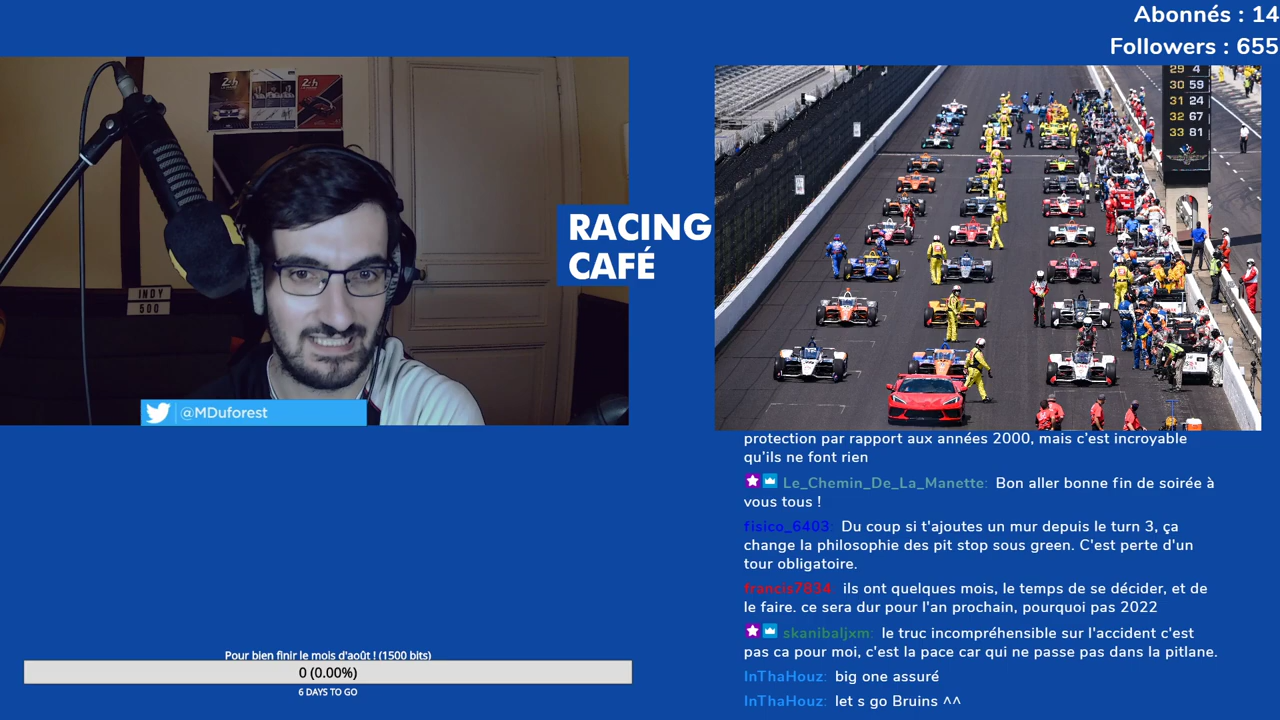 Abonnés : 14
Followers : 655
24h
24h
INDY
500
RACING
CAFÉ
@MDuforest
29 4
30 59
31 24
32 67
33 81
protection par rapport aux années 2000, mais c'est incroyable
qu'ils ne font rien
Le_Chemin_De_La_Manette: Bon aller bonne fin de soirée à
vous tous !
fisico_6403: Du coup si t'ajoutes un mur depuis le turn 3, ça
change la philosophie des pit stop sous green. C'est perte d'un
tour obligatoire.
francis7834: ils ont quelques mois, le temps de se décider, et de
le faire. ce sera dur pour l'an prochain, pourquoi pas 2022
skanibaljxm: le truc incompréhensible sur l'accident c'est
pas ca pour moi, c'est la pace car qui ne passe pas dans la pitlane.
InThaHouz: big one assuré
InThaHouz: let s go Bruins ^^
Pour bien finir le mois d'août ! (1500 bits)
0 (0.00%)
6 DAYS TO GO